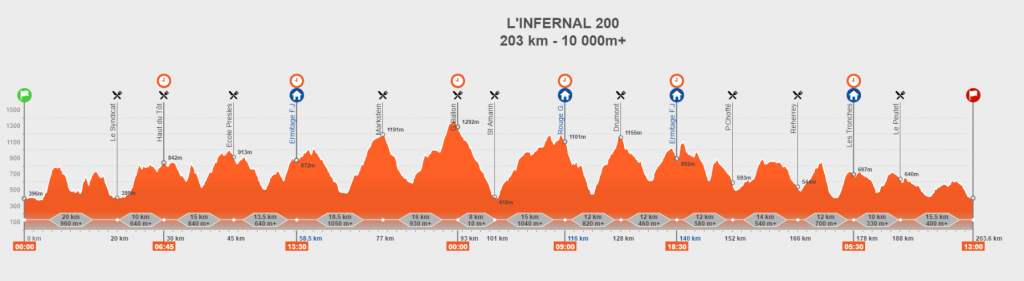 L'INFERNAL 200
203 km - 10 000m+
Le Syndicat
Haut du Tôt
Ecole Presles
Ermitage F.J.
Markstein
St Amarin
Rouge G.
Drumont
Ermitage F.J.
P.Choffé
Reherrey
Les Tronches
Le Peutet
1500
1300
1100
900
700
500
300
100
396m
842m
913m
872m
1191m
1292m
410m
1101m
1155m
593m
697m
640m
20 km
10 km
15 km
13.5 km
18.5 km
16 km
8 km
15 km
12 km
12 km
12 km
14 km
12 km
10 km
15.5 km
960 m+
640 m+
840 m+
640 m+
1050 m+
930 m+
10 m+
1040 m+
820 m+
460 m+
580 m+
540 m+
700 m+
330 m+
400 m+
0 km
20 km
30 km
45 km
58.5 km
77 km
93 km
101 km
116 km
128 km
140 km
152 km
166 km
178 km
188 km
203.6 km
00:00
06:45
13:30
00:00
09:00
18:30
05:30
13:00